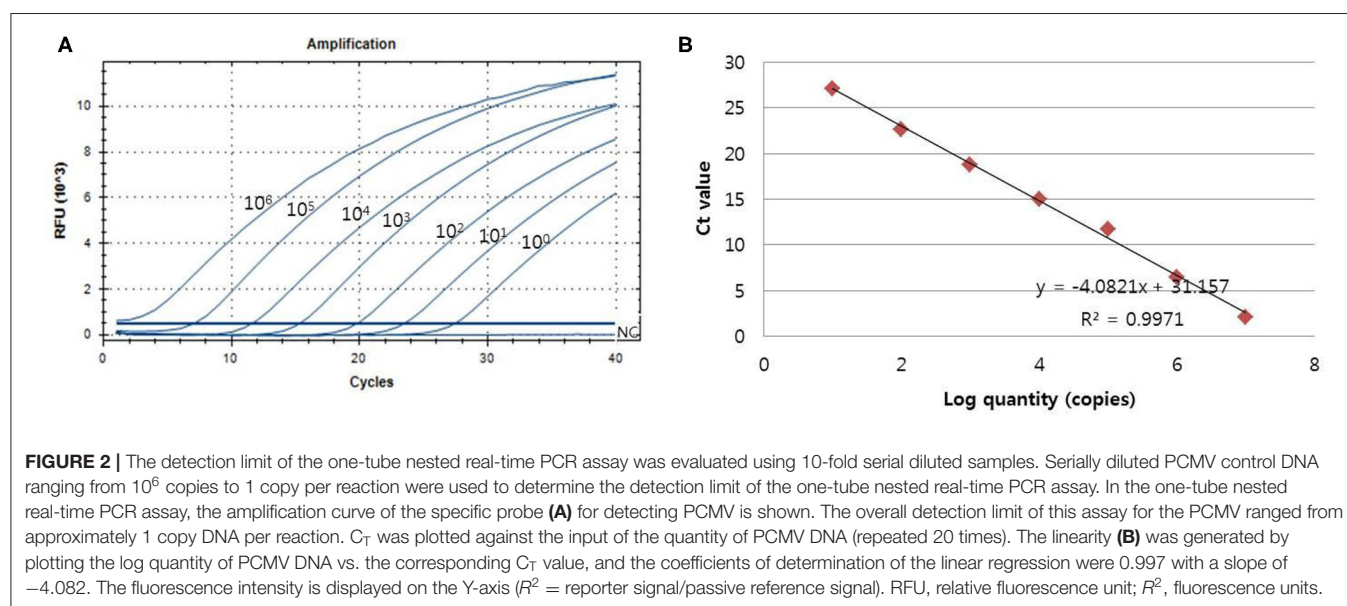 A
Amplification
RFU (10^3)
10
8
6
4
2
0
10⁶
10⁵
10⁴
10³
10²
10¹
10⁰
NC
0
10
20
30
40
Cycles
B
Ct value
30
25
20
15
10
5
0
y = -4.0821x + 31.157
R² = 0.9971
0
2
4
6
8
Log quantity (copies)
FIGURE 2 | The detection limit of the one-tube nested real-time PCR assay was evaluated using 10-fold serial diluted samples. Serially diluted PCMV control DNA
ranging from 10⁶ copies to 1 copy per reaction were used to determine the detection limit of the one-tube nested real-time PCR assay. In the one-tube nested
real-time PCR assay, the amplification curve of the specific probe (A) for detecting PCMV is shown. The overall detection limit of this assay for the PCMV ranged from
approximately 1 copy DNA per reaction. C_T was plotted against the input of the quantity of PCMV DNA (repeated 20 times). The linearity (B) was generated by
plotting the log quantity of PCMV DNA vs. the corresponding C_T value, and the coefficients of determination of the linear regression were 0.997 with a slope of
−4.082. The fluorescence intensity is displayed on the Y-axis (R² = reporter signal/passive reference signal). RFU, relative fluorescence unit; R², fluorescence units.